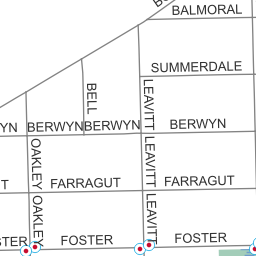 BALMORAL
SUMMERDALE
BELL
LEAVITT
YN
BERWYN
BERWYN
BERWYN
OAKLEY
LEAVITT
T
FARRAGUT
FARRAGUT
OAKLEY
LEAVITT
STER
FOSTER
FOSTER